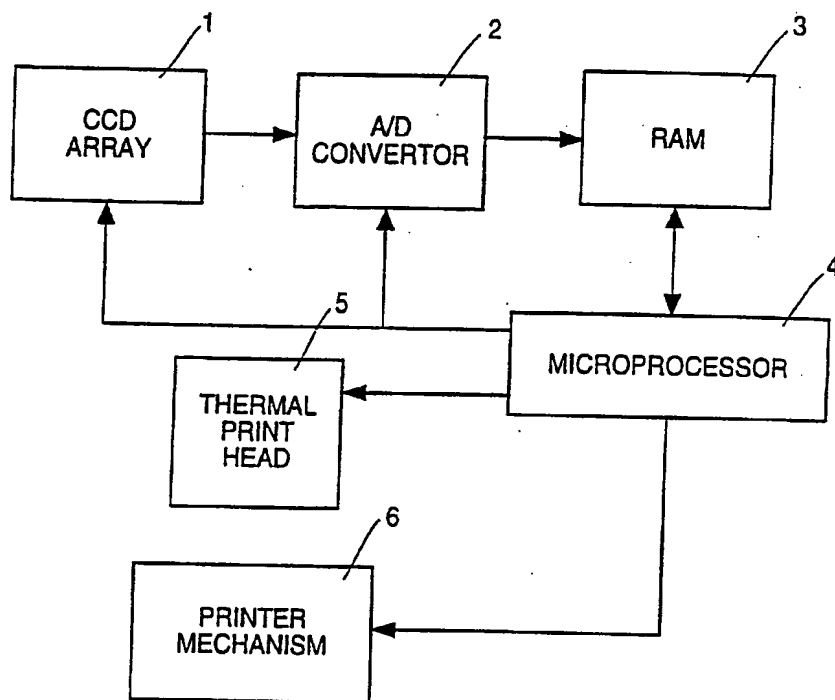 1
2
3
CCD
ARRAY
A/D
CONVERTOR
RAM
4
MICROPROCESSOR
5
THERMAL
PRINT
HEAD
6
PRINTER
MECHANISM